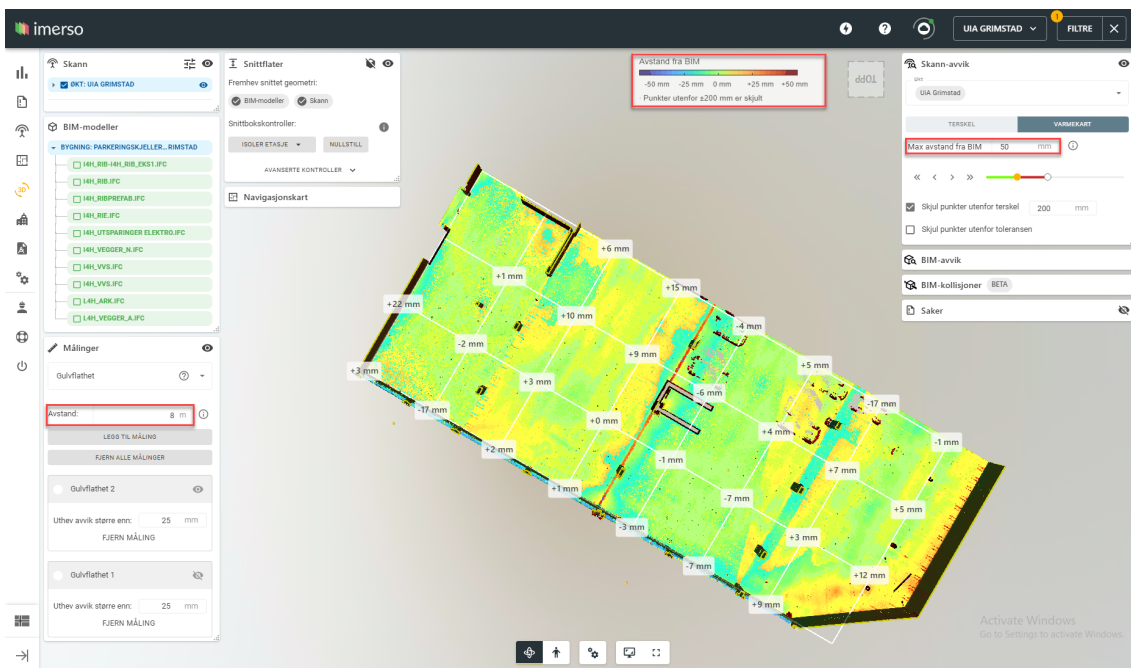 imerso
UIA GRIMSTAD
1
FILTRE
Skann
ØKT: UIA GRIMSTAD
BIM-modeller
BYGNING: PARKERINGSKJELLER... RIMSTAD
I4H_RIB-I4H_RIB_EKS1.IFC
I4H_RIB.IFC
I4H_RIBPREFAB.IFC
I4H_RIE.IFC
I4H_UTSPARINGER ELEKTRO.IFC
I4H_VEGGER_N.IFC
I4H_VVS.IFC
I4H_VVS.IFC
L4H_ARK.IFC
L4H_VEGGER_A.IFC
Målinger
Gulvflathet
Avstand: 8 m
LEGG TIL MÅLING
FJERN ALLE MÅLINGER
Gulvflathet 2
Uthev avvik større enn: 25 mm
FJERN MÅLING
Gulvflathet 1
Uthev avvik større enn: 25 mm
FJERN MÅLING
3D
Snittflater
Fremhev snittet geometri:
BIM-modeller Skann
Snittbokskontroller:
ISOLER ETASJE NULLSTILL
AVANSERTE KONTROLLER
Navigasjonskart
Avstand fra BIM
-50 mm -25 mm 0 mm +25 mm +50 mm
Punkter utenfor ±200 mm er skjult
TOPP
+6 mm
+1 mm
+15 mm
+22 mm
+10 mm
-4 mm
-2 mm
+9 mm
+5 mm
+3 mm
+3 mm
-6 mm
-17 mm
-17 mm
+0 mm
+4 mm
-1 mm
+2 mm
-1 mm
+7 mm
+1 mm
-7 mm
+5 mm
-3 mm
+3 mm
-7 mm
+12 mm
+9 mm
Skann-avvik
Økt
UiA Grimstad
TERSKEL VARMEKART
Max avstand fra BIM 50 mm
Skjul punkter utenfor terskel 200 mm
Skjul punkter utenfor toleransen
BIM-avvik
BIM-kollisjoner BETA
Saker
Activate Windows
Go to Settings to activate Windows.